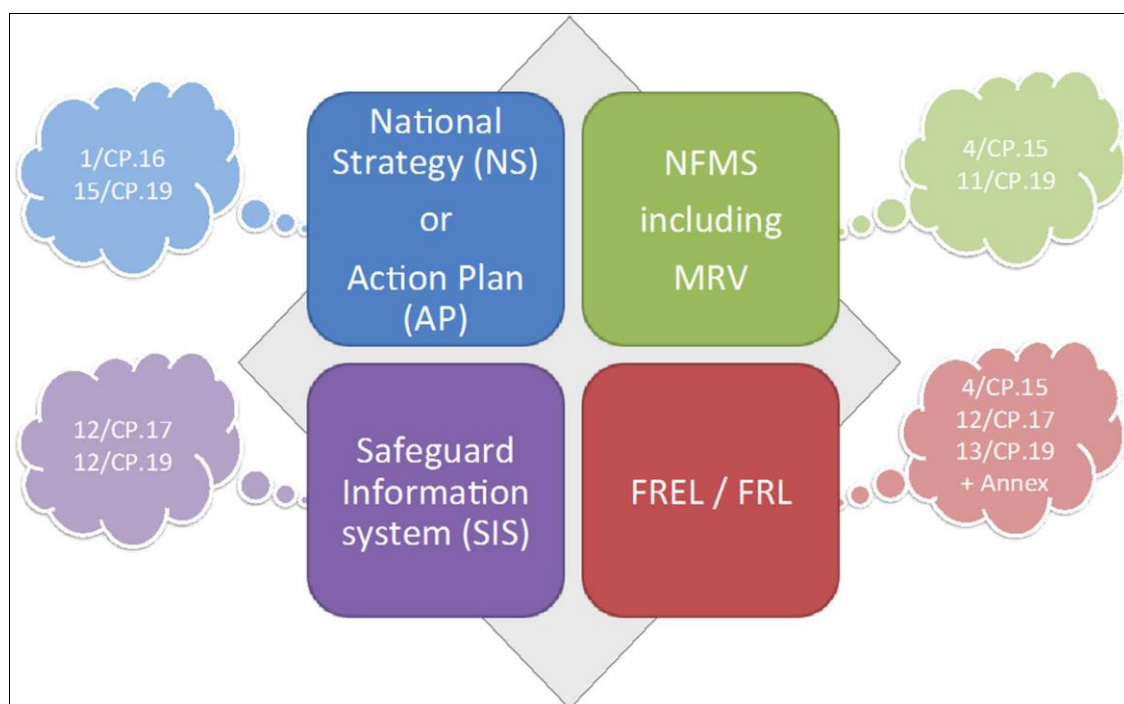 1/CP.16
15/CP.19
National
Strategy (NS)
or
Action Plan
(AP)
NFMS
including
MRV
4/CP.15
11/CP.19
12/CP.17
12/CP.19
Safeguard
Information
system (SIS)
FREL / FRL
4/CP.15
12/CP.17
13/CP.19
+ Annex